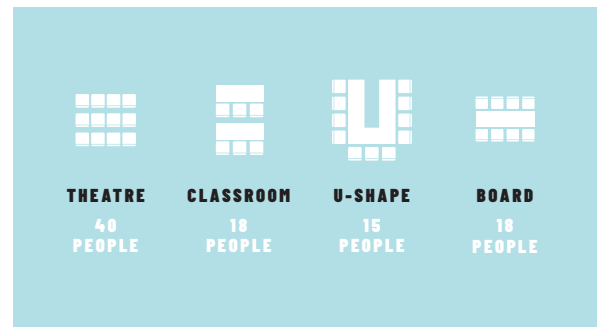 THEATRE
40
PEOPLE
CLASSROOM
18
PEOPLE
U-SHAPE
15
PEOPLE
BOARD
18
PEOPLE